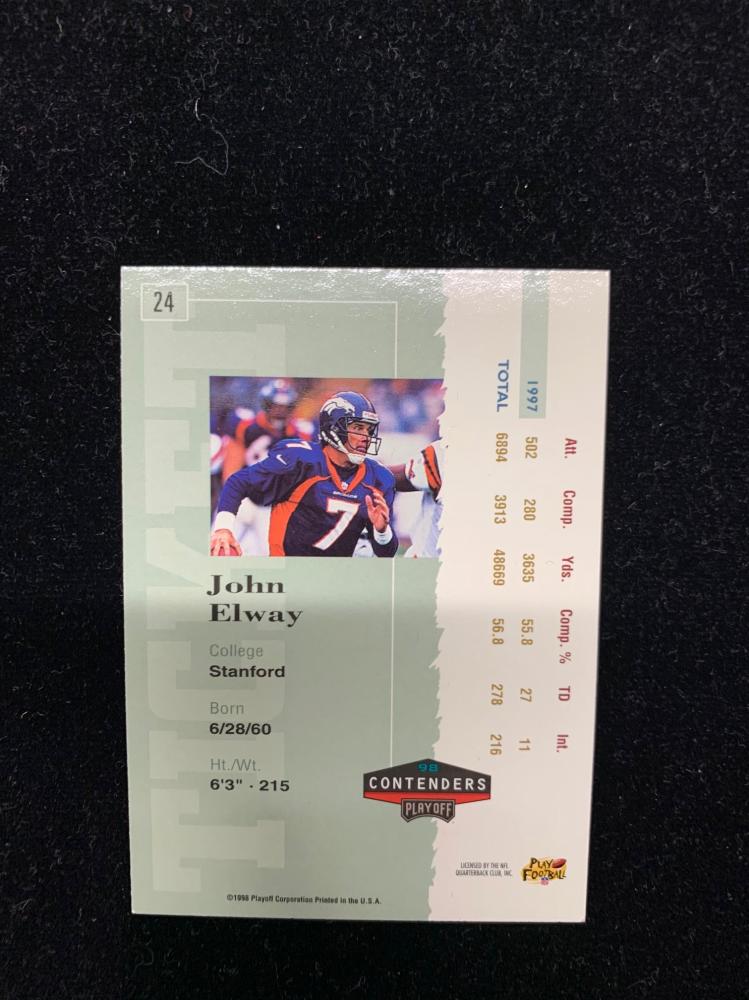 24
John
Elway
College
Stanford
Born
6/28/60
Ht./Wt.
6'3" · 215
Att. Comp. Yds. Comp. % TD Int.
1997 502 280 3635 55.8 27 11
TOTAL 6894 3913 48669 56.8 278 216
7
98
CONTENDERS
PLAYOFF
LICENSED BY THE NFL
QUARTERBACK CLUB, INC.
PLAY
FOOTBALL
©1998 Playoff Corporation Printed in the U.S.A.